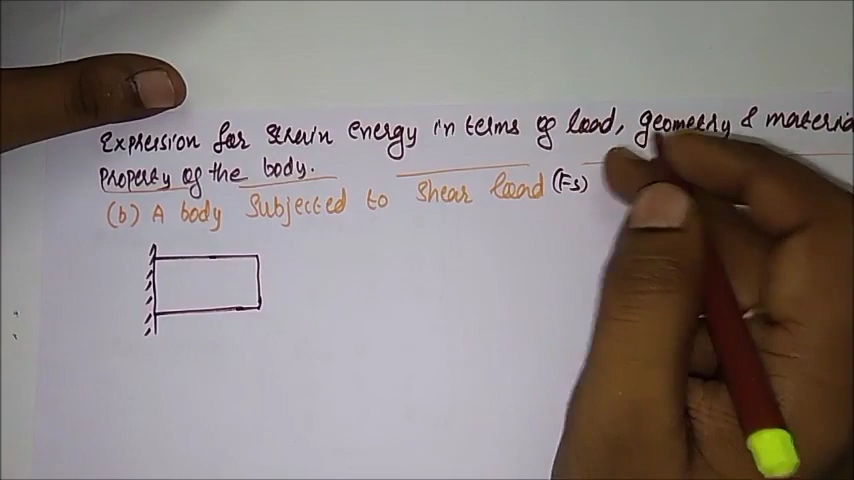 Expression for strain energy in terms of load, geometry & material
Property of the body.
(b) A body subjected to shear load (Fs)